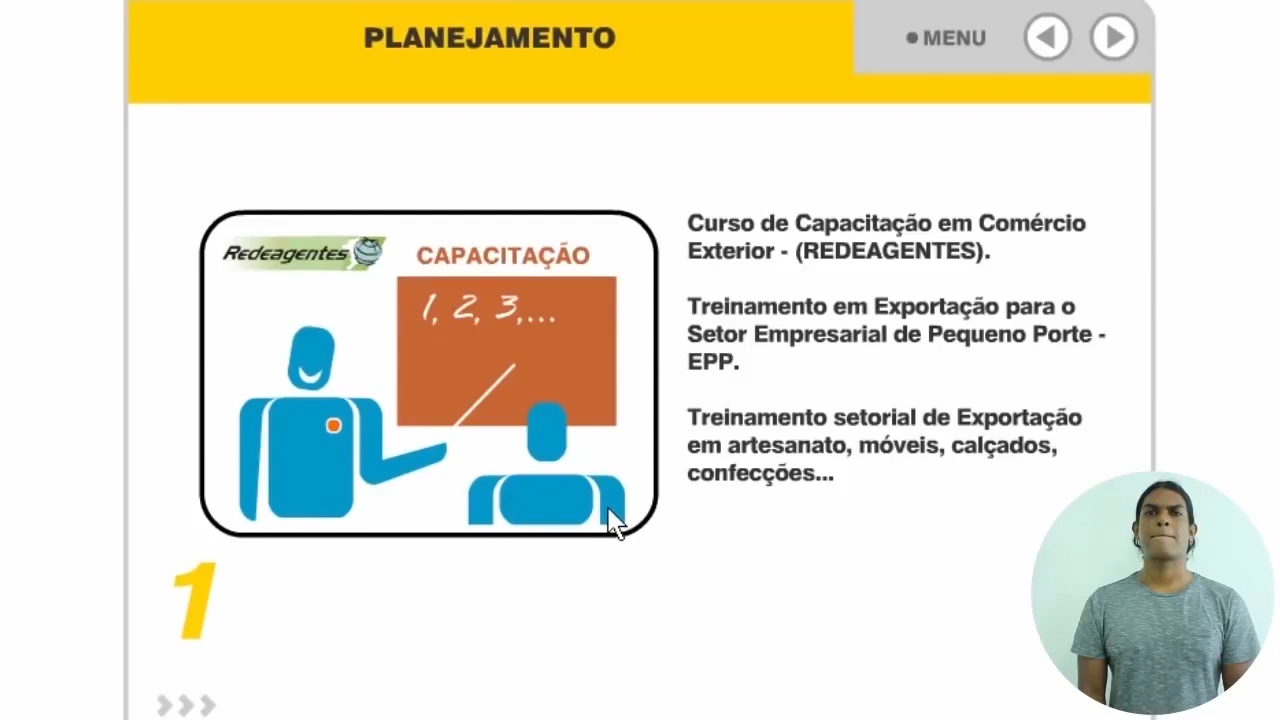 PLANEJAMENTO
● MENU
Redeagentes
CAPACITAÇÃO
1, 2, 3,...
Curso de Capacitação em Comércio
Exterior - (REDEAGENTES).
Treinamento em Exportação para o
Setor Empresarial de Pequeno Porte -
EPP.
Treinamento setorial de Exportação
em artesanato, móveis, calçados,
confecções...
1